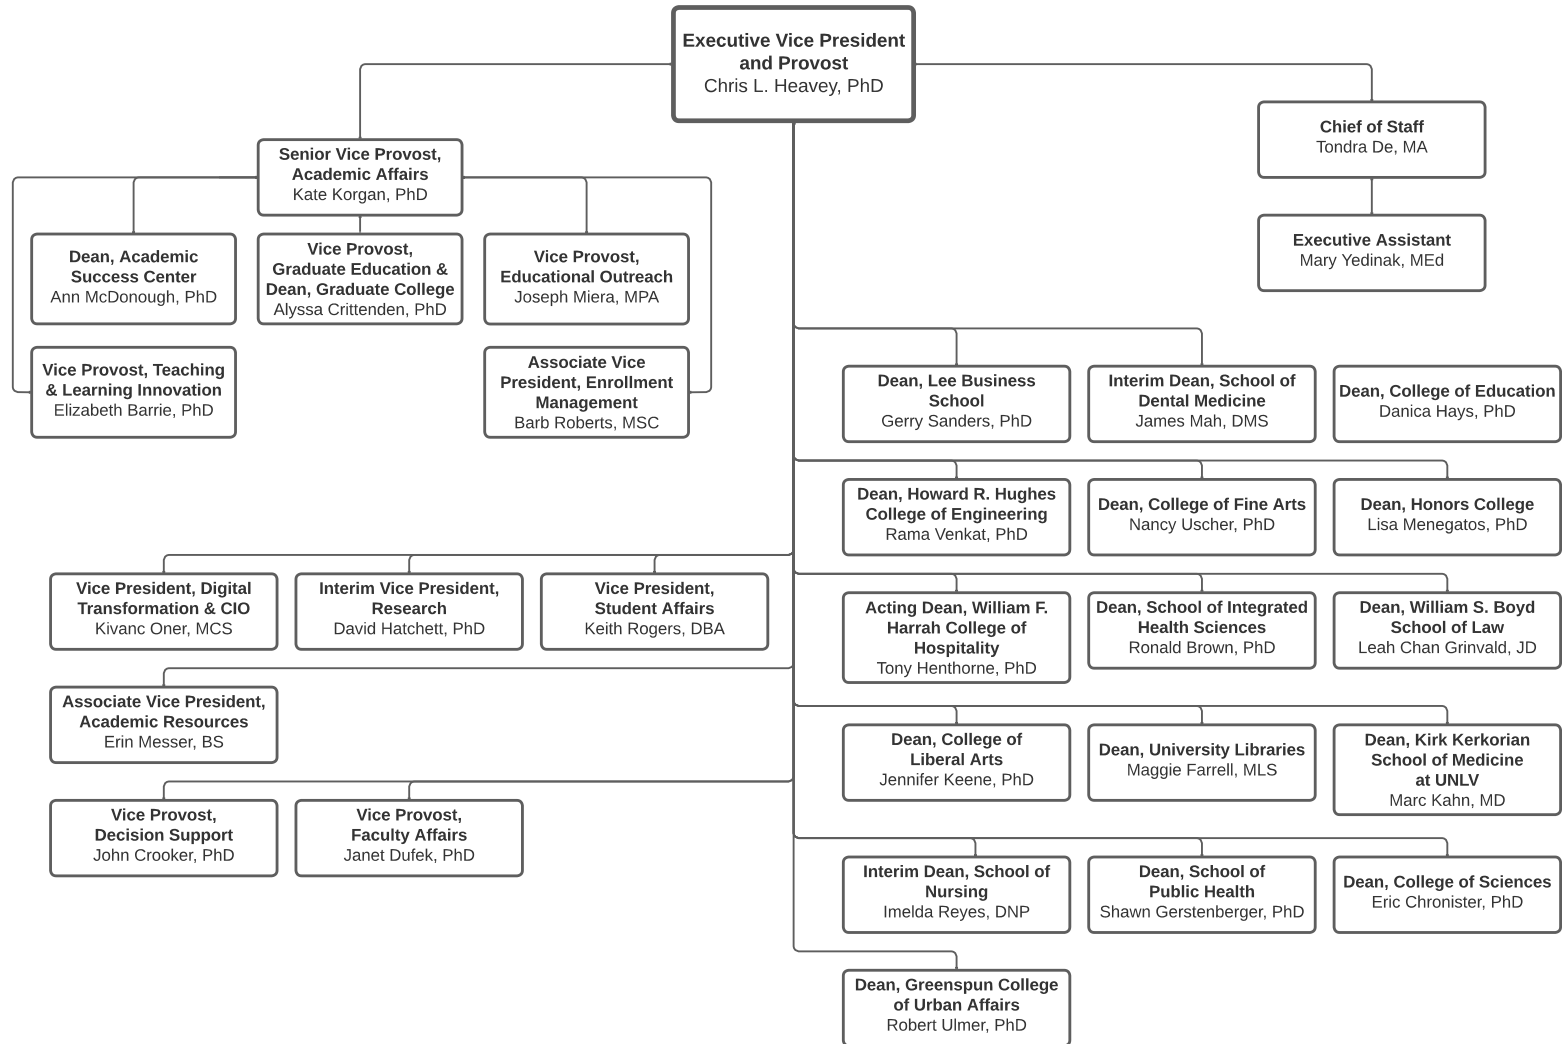 Executive Vice President
and Provost
Chris L. Heavey, PhD
Chief of Staff
Tondra De, MA
Executive Assistant
Mary Yedinak, MEd
Senior Vice Provost,
Academic Affairs
Kate Korgan, PhD
Dean, Academic
Success Center
Ann McDonough, PhD
Vice Provost,
Graduate Education &
Dean, Graduate College
Alyssa Crittenden, PhD
Vice Provost,
Educational Outreach
Joseph Miera, MPA
Vice Provost, Teaching
& Learning Innovation
Elizabeth Barrie, PhD
Associate Vice
President, Enrollment
Management
Barb Roberts, MSC
Dean, Lee Business
School
Gerry Sanders, PhD
Interim Dean, School of
Dental Medicine
James Mah, DMS
Dean, College of Education
Danica Hays, PhD
Dean, Howard R. Hughes
College of Engineering
Rama Venkat, PhD
Dean, College of Fine Arts
Nancy Uscher, PhD
Dean, Honors College
Lisa Menegatos, PhD
Vice President, Digital
Transformation & CIO
Kivanc Oner, MCS
Interim Vice President,
Research
David Hatchett, PhD
Vice President,
Student Affairs
Keith Rogers, DBA
Acting Dean, William F.
Harrah College of
Hospitality
Tony Henthorne, PhD
Dean, School of Integrated
Health Sciences
Ronald Brown, PhD
Dean, William S. Boyd
School of Law
Leah Chan Grinvald, JD
Associate Vice President,
Academic Resources
Erin Messer, BS
Dean, College of
Liberal Arts
Jennifer Keene, PhD
Dean, University Libraries
Maggie Farrell, MLS
Dean, Kirk Kerkorian
School of Medicine
at UNLV
Marc Kahn, MD
Vice Provost,
Decision Support
John Crooker, PhD
Vice Provost,
Faculty Affairs
Janet Dufek, PhD
Interim Dean, School of
Nursing
Imelda Reyes, DNP
Dean, School of
Public Health
Shawn Gerstenberger, PhD
Dean, College of Sciences
Eric Chronister, PhD
Dean, Greenspun College
of Urban Affairs
Robert Ulmer, PhD